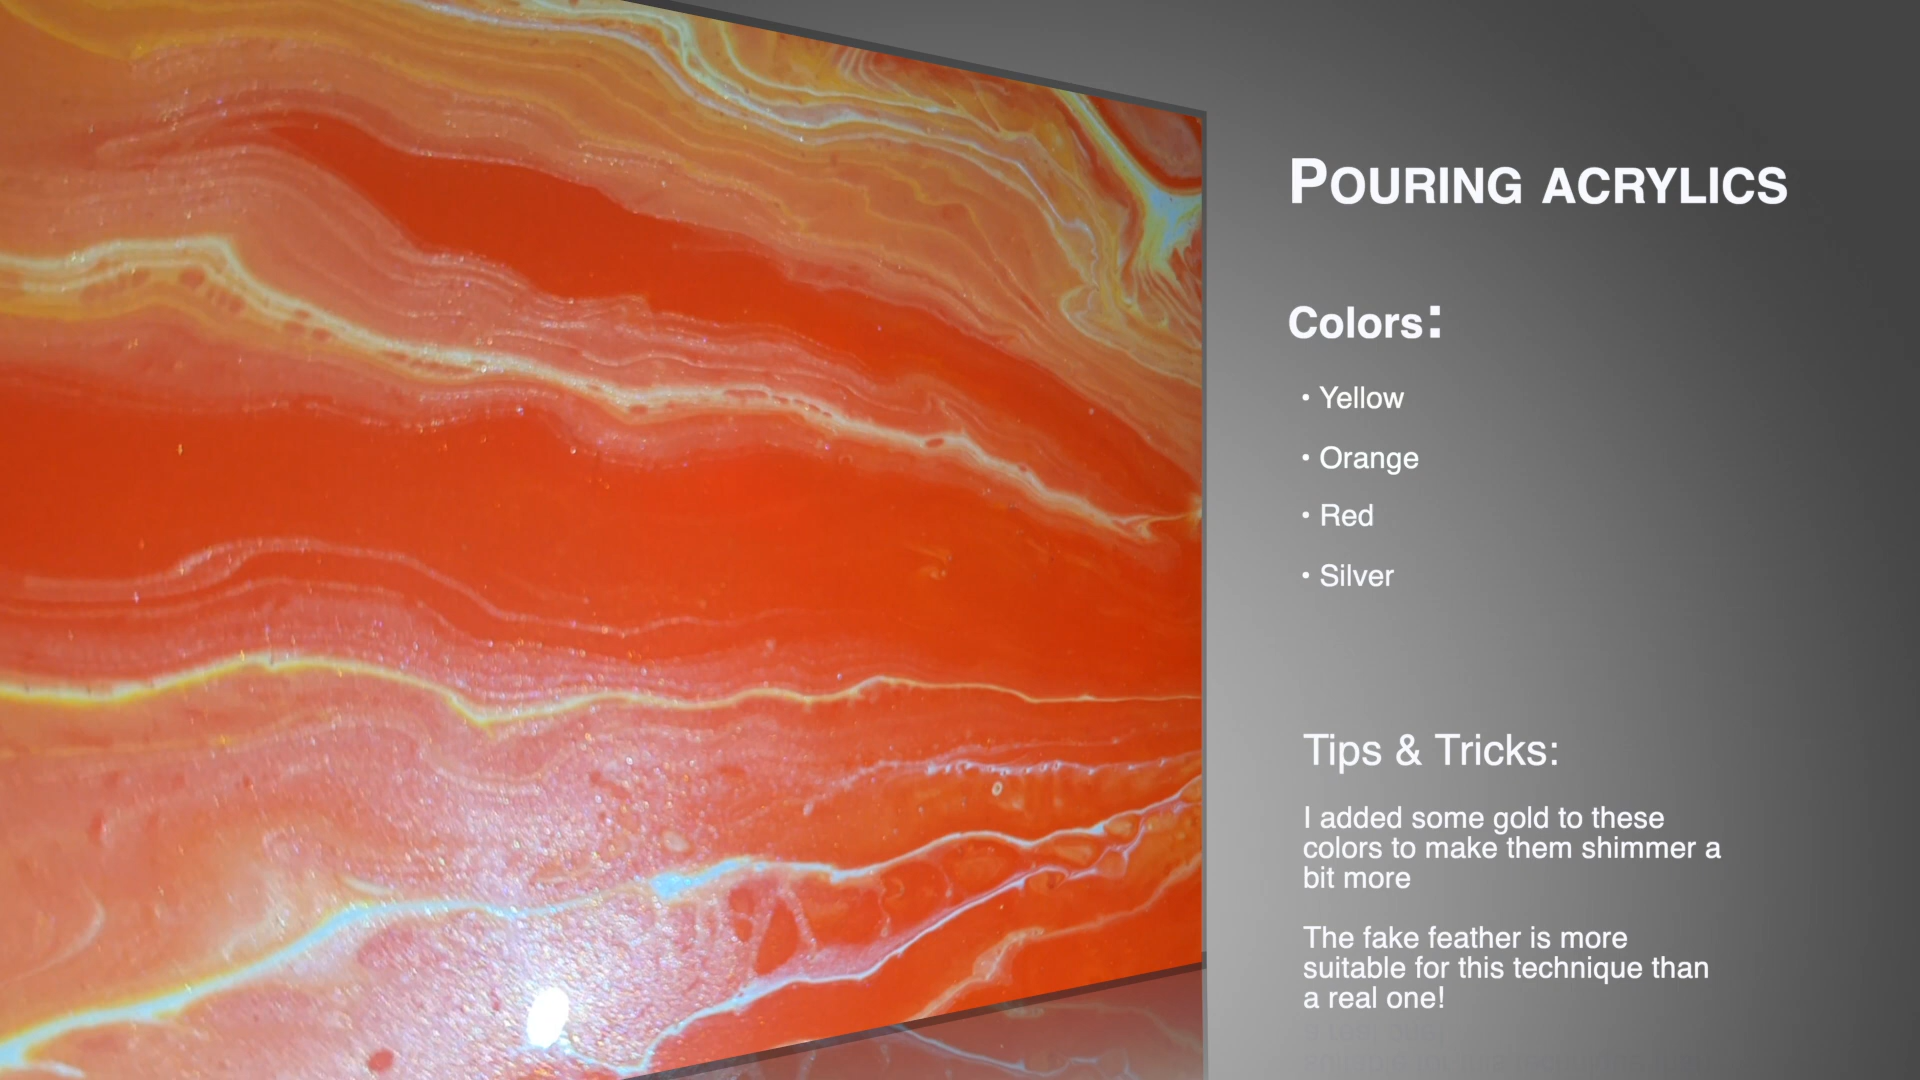 Pouring acrylics
Colors:
• Yellow
• Orange
• Red
• Silver
Tips & Tricks:
I added some gold to these
colors to make them shimmer a
bit more
The fake feather is more
suitable for this technique than
a real one!